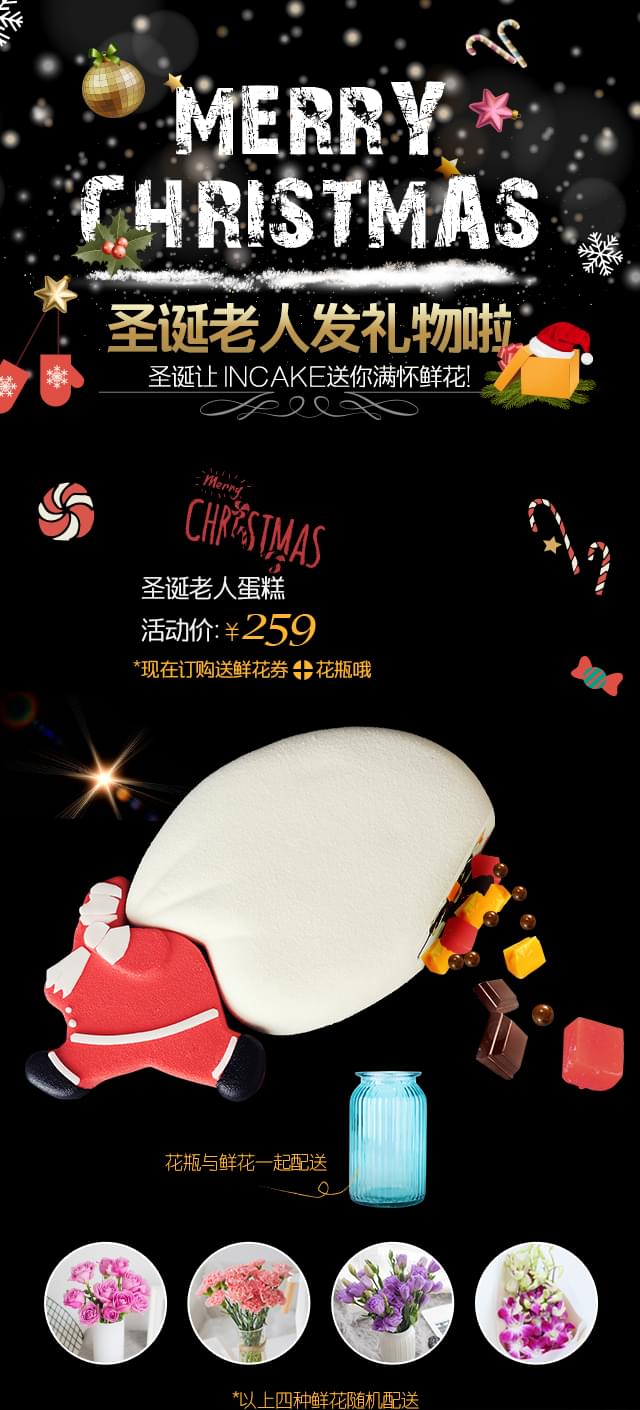 MERRY
CHRISTMAS
圣诞老人发礼物啦
圣诞让INCAKE送你满怀鲜花!
Merry
CHRISTMAS
圣诞老人蛋糕
活动价:¥259
*现在订购送鲜花券+花瓶哦
花瓶与鲜花一起配送
*以上四种鲜花随机配送